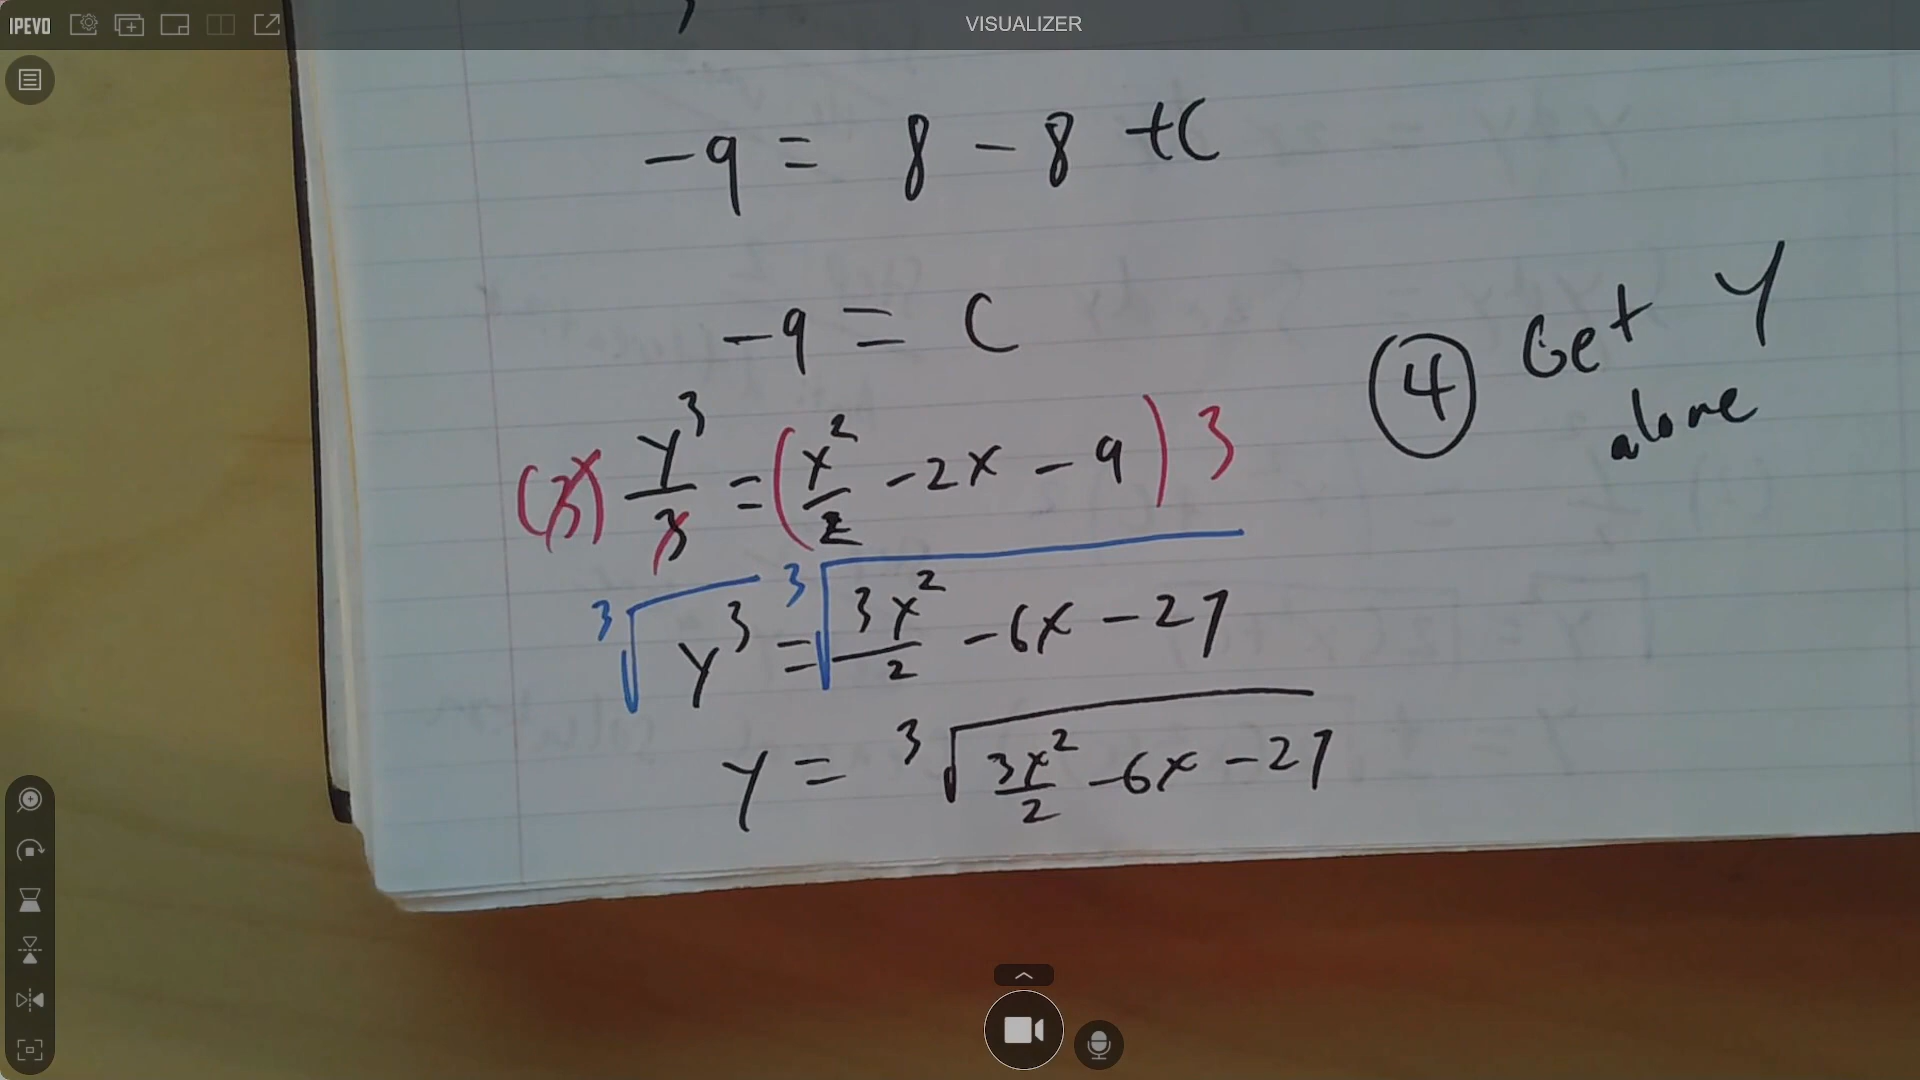 IPEVO
VISUALIZER
-9 = 8 - 8 + C
-9 = C
④ Get y alone
(3) y³/3 = (x²/2 - 2x - 9) 3
³√y³ = ³√(3x²/2 - 6x - 27)
y = ³√(3x²/2 - 6x - 27)